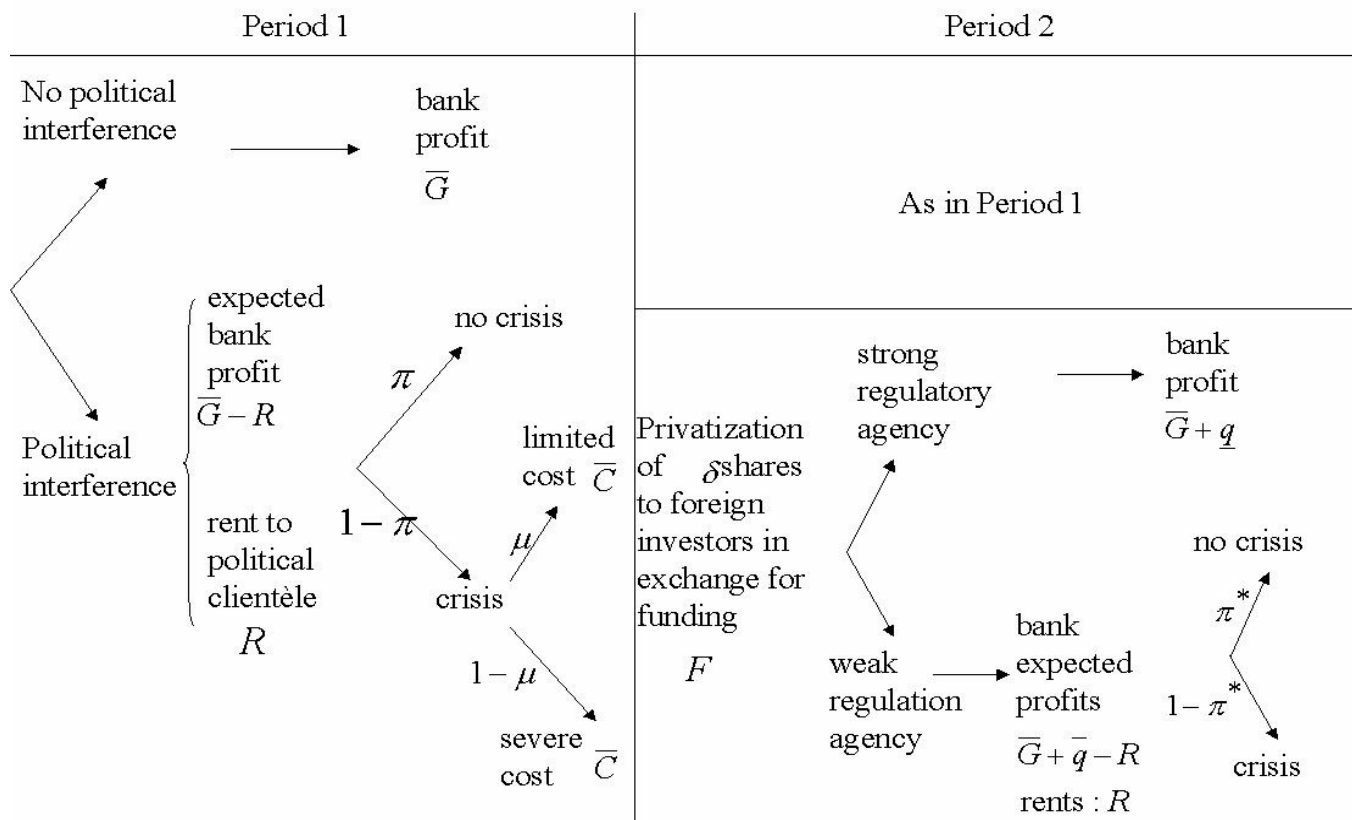 Period 1
Period 2
No political
interference
bank
profit
G̅
As in Period 1
expected
bank
profit
G̅ − R
Political
interference
rent to
political
clientèle
R
π
no crisis
1 − π
crisis
μ
limited
cost C̅
1 − μ
severe
cost C̅
Privatization
of δshares
to foreign
investors in
exchange for
funding
F
strong
regulatory
agency
bank
profit
G̅ + q̲
weak
regulation
agency
bank
expected
profits
G̅ + q̅ − R
rents : R
no crisis
π*
1 − π*
crisis